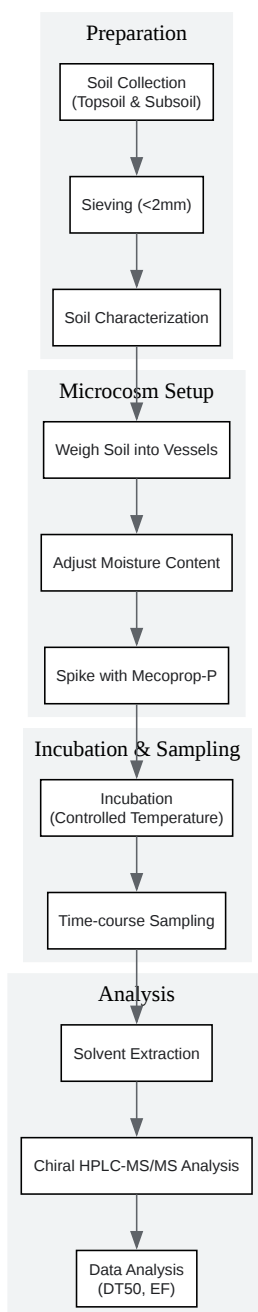 Preparation
Soil Collection
(Topsoil & Subsoil)
Sieving (<2mm)
Soil Characterization
Microcosm Setup
Weigh Soil into Vessels
Adjust Moisture Content
Spike with Mecoprop-P
Incubation & Sampling
Incubation
(Controlled Temperature)
Time-course Sampling
Analysis
Solvent Extraction
Chiral HPLC-MS/MS Analysis
Data Analysis
(DT50, EF)